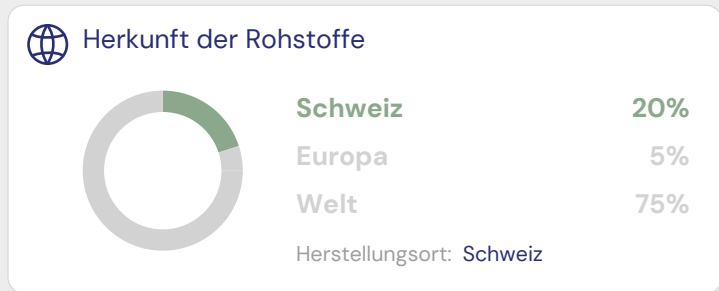 Herkunft der Rohstoffe
Schweiz 20%
Europa 5%
Welt 75%
Herstellungsort: Schweiz